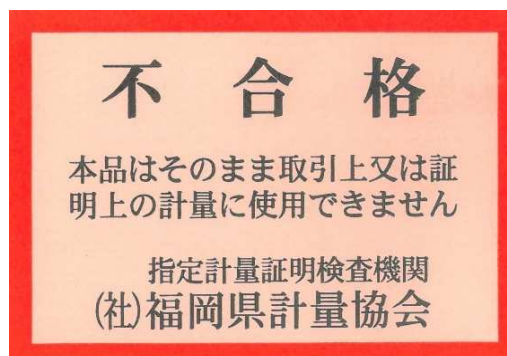 不合格
本品はそのまま取引上又は証
明上の計量に使用できません
指定計量証明検査機関
(社)福岡県計量協会